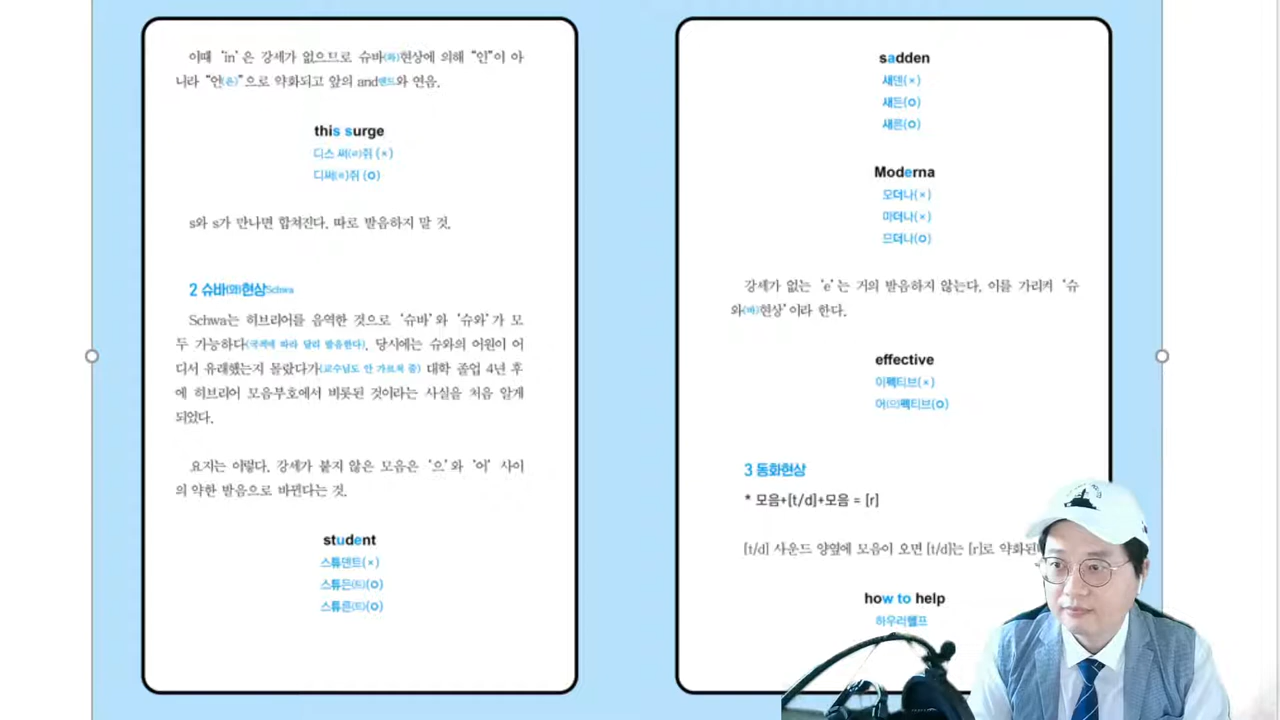 이때 'in'은 강세가 없으므로 슈바(와)현상에 의해 "인"이 아
니라 "언(은)"으로 약화되고 앞의 and앤드와 연음.
this surge
디스 써(r)쥐 (×)
디써(r)쥐 (O)
s와 s가 만나면 합쳐진다. 따로 발음하지 말 것.
2 슈바(와)현상Schwa
Schwa는 히브리어를 음역한 것으로 '슈바'와 '슈와'가 모
두 가능하다(국적에 따라 달리 발음한다). 당시에는 슈와의 어원이 어
디서 유래했는지 몰랐다가(교수님도 안 가르쳐 줌) 대학 졸업 4년 후
에 히브리어 모음부호에서 비롯된 것이라는 사실을 처음 알게
되었다.
요지는 이렇다. 강세가 붙지 않은 모음은 '으'와 '어' 사이
의 약한 발음으로 바뀐다는 것.
student
스튜덴트(×)
스튜든(트)(O)
스튜른(트)(O)
sadden
새덴(×)
새든(O)
새른(O)
Moderna
모더나(×)
마더나(×)
므더나(O)
강세가 없는 'e'는 거의 발음하지 않는다. 이를 가리켜 '슈
와(바)현상'이라 한다.
effective
이펙티브(×)
어(으)펙티브(O)
3 동화현상
* 모음+[t/d]+모음 = [r]
[t/d] 사운드 양옆에 모음이 오면 [t/d]는 [r]로
how to help
하우러헬프